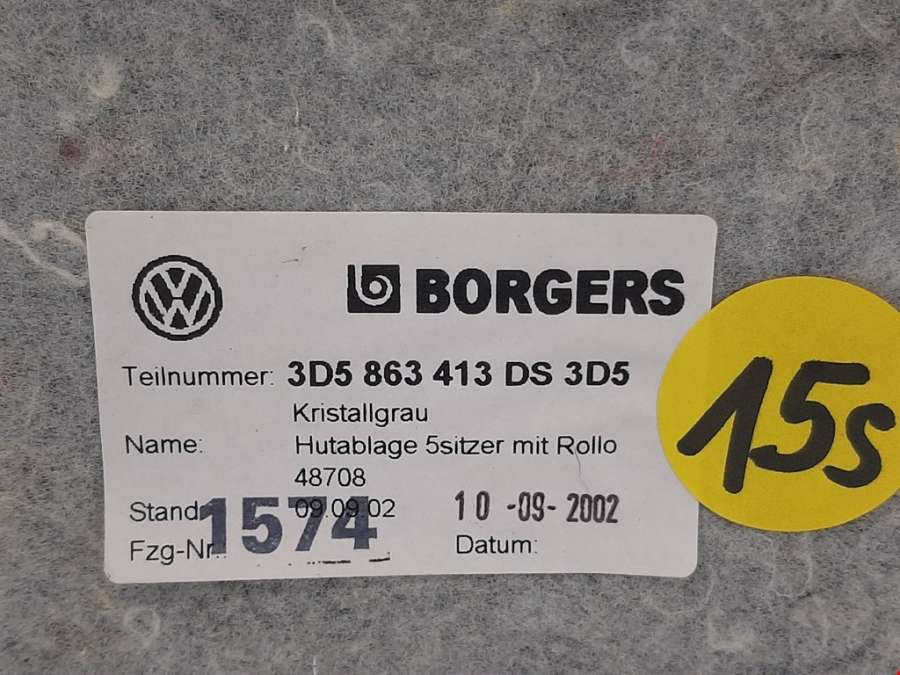 VW BORGERS
Teilnummer: 3D5 863 413 DS 3D5
Kristallgrau
Name: Hutablage 5sitzer mit Rollo
48708
Stand: 09.09.02 10 -09- 2002
Fzg-Nr.: 1574 Datum:
15s